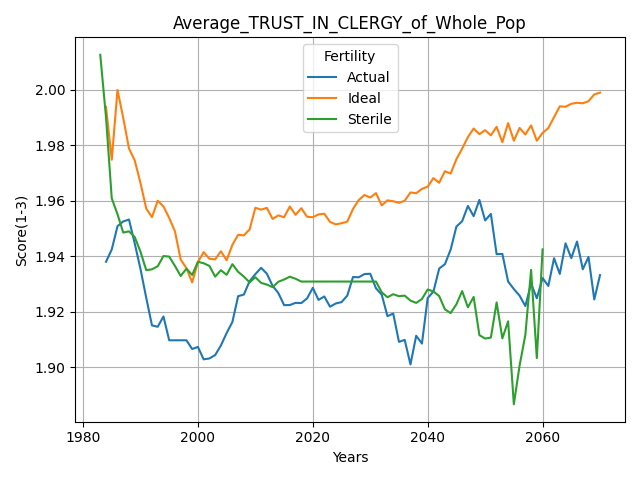 Average_TRUST_IN_CLERGY_of_Whole_Pop
Fertility
Actual
Ideal
Sterile
Score(1-3)
2.00
1.98
1.96
1.94
1.92
1.90
1980
2000
2020
2040
2060
Years